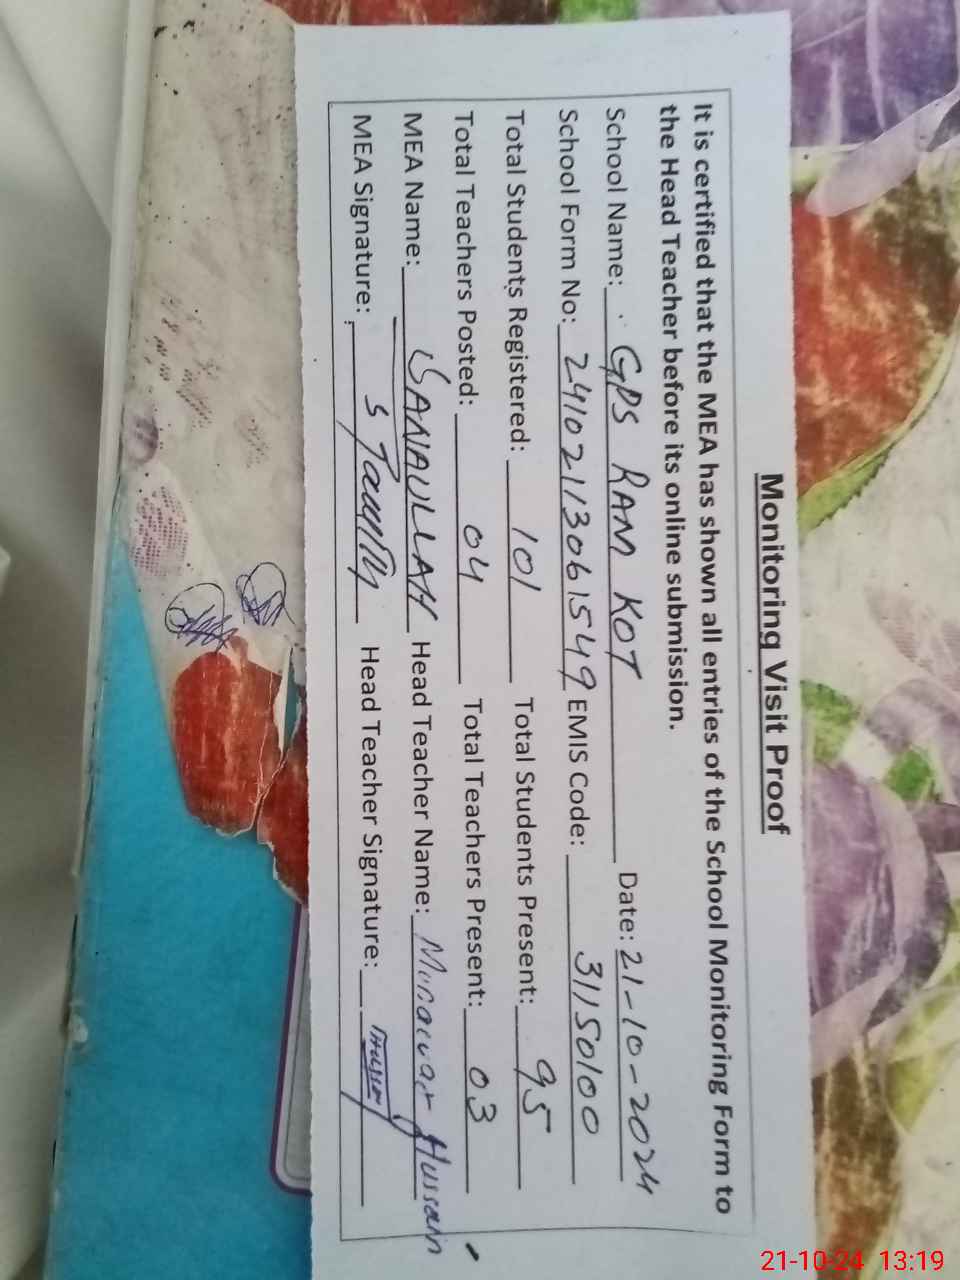 Monitoring Visit Proof
It is certified that the MEA has shown all entries of the School Monitoring Form to
the Head Teacher before its online submission.
School Name: GPS RAM KOT Date: 21-10-2024
School Form No: 24102113061549 EMIS Code: 31150100
Total Students Registered: 101 Total Students Present: 95
Total Teachers Posted: 04 Total Teachers Present: 03
MEA Name: SANAULLAH Head Teacher Name: Munawar Hussain
MEA Signature: Head Teacher Signature:
21-10-24 13:19